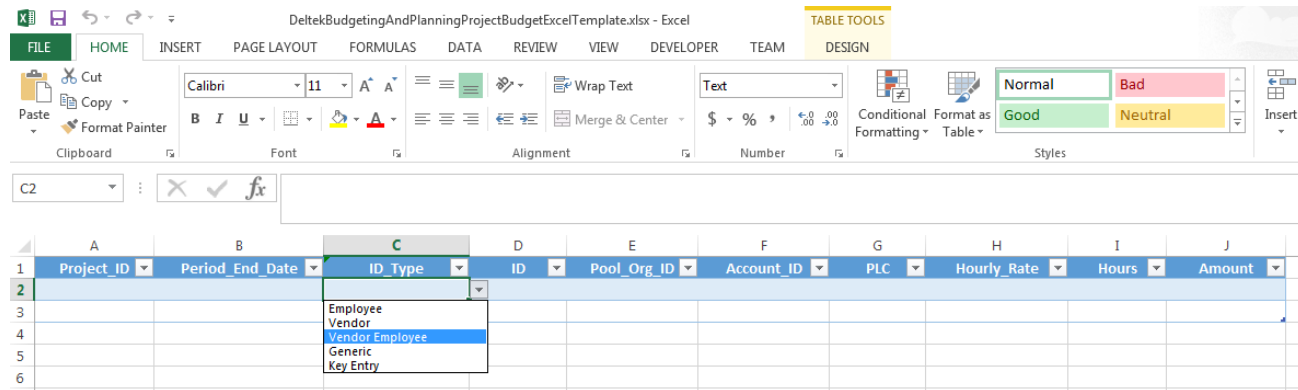 DeltekBudgetingAndPlanningProjectBudgetExcelTemplate.xlsx - Excel
TABLE TOOLS
FILE HOME INSERT PAGE LAYOUT FORMULAS DATA REVIEW VIEW DEVELOPER TEAM DESIGN
Paste
Cut
Copy
Format Painter
Clipboard
Calibri 11
B I U
Font
Wrap Text
Merge & Center
Alignment
Text
$ % ,
Number
Conditional Formatting
Format as Table
Normal Bad
Good Neutral
Styles
Insert
C2 fx
A B C D E F G H I J
1 Project_ID Period_End_Date ID_Type ID Pool_Org_ID Account_ID PLC Hourly_Rate Hours Amount
2
3
4
5
6
Employee
Vendor
Vendor Employee
Generic
Key Entry